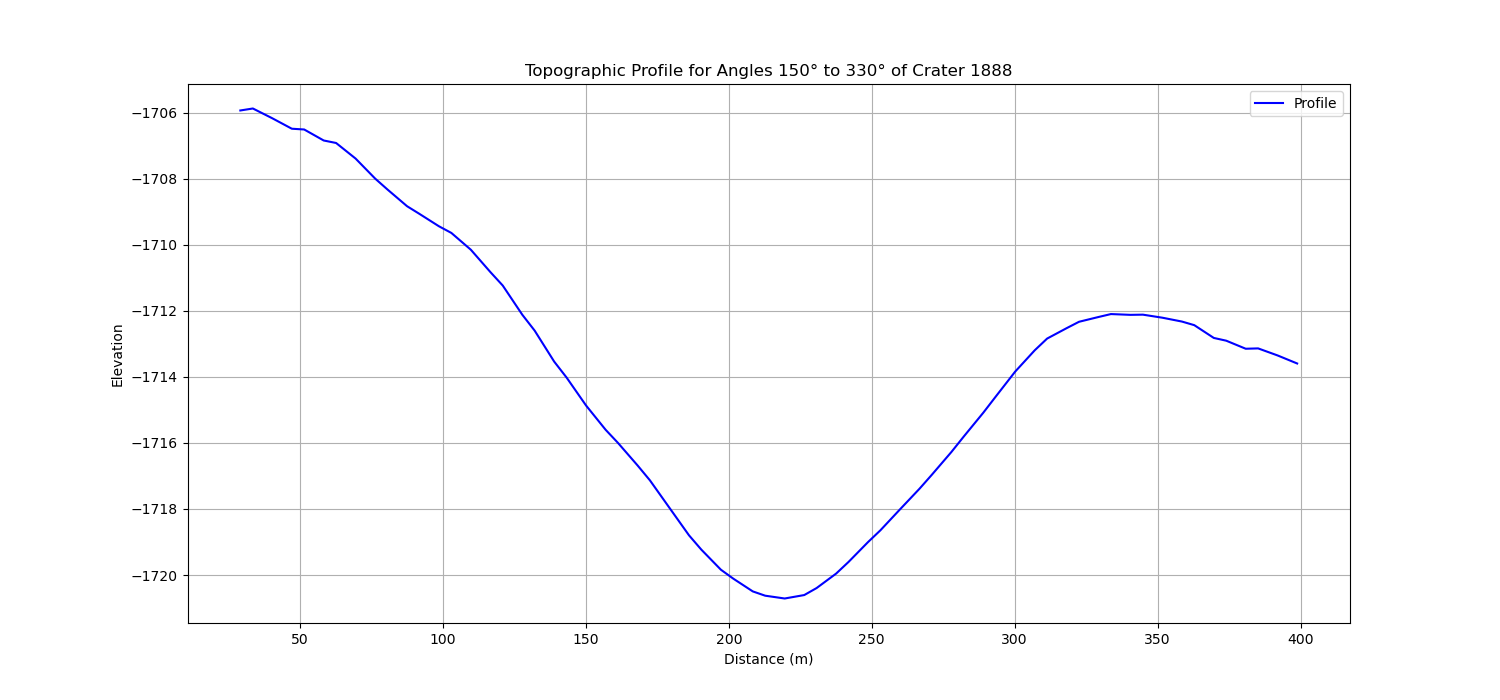 Topographic Profile for Angles 150° to 330° of Crater 1888
Profile
−1706
−1708
−1710
−1712
−1714
−1716
−1718
−1720
Elevation
50 100 150 200 250 300 350 400
Distance (m)